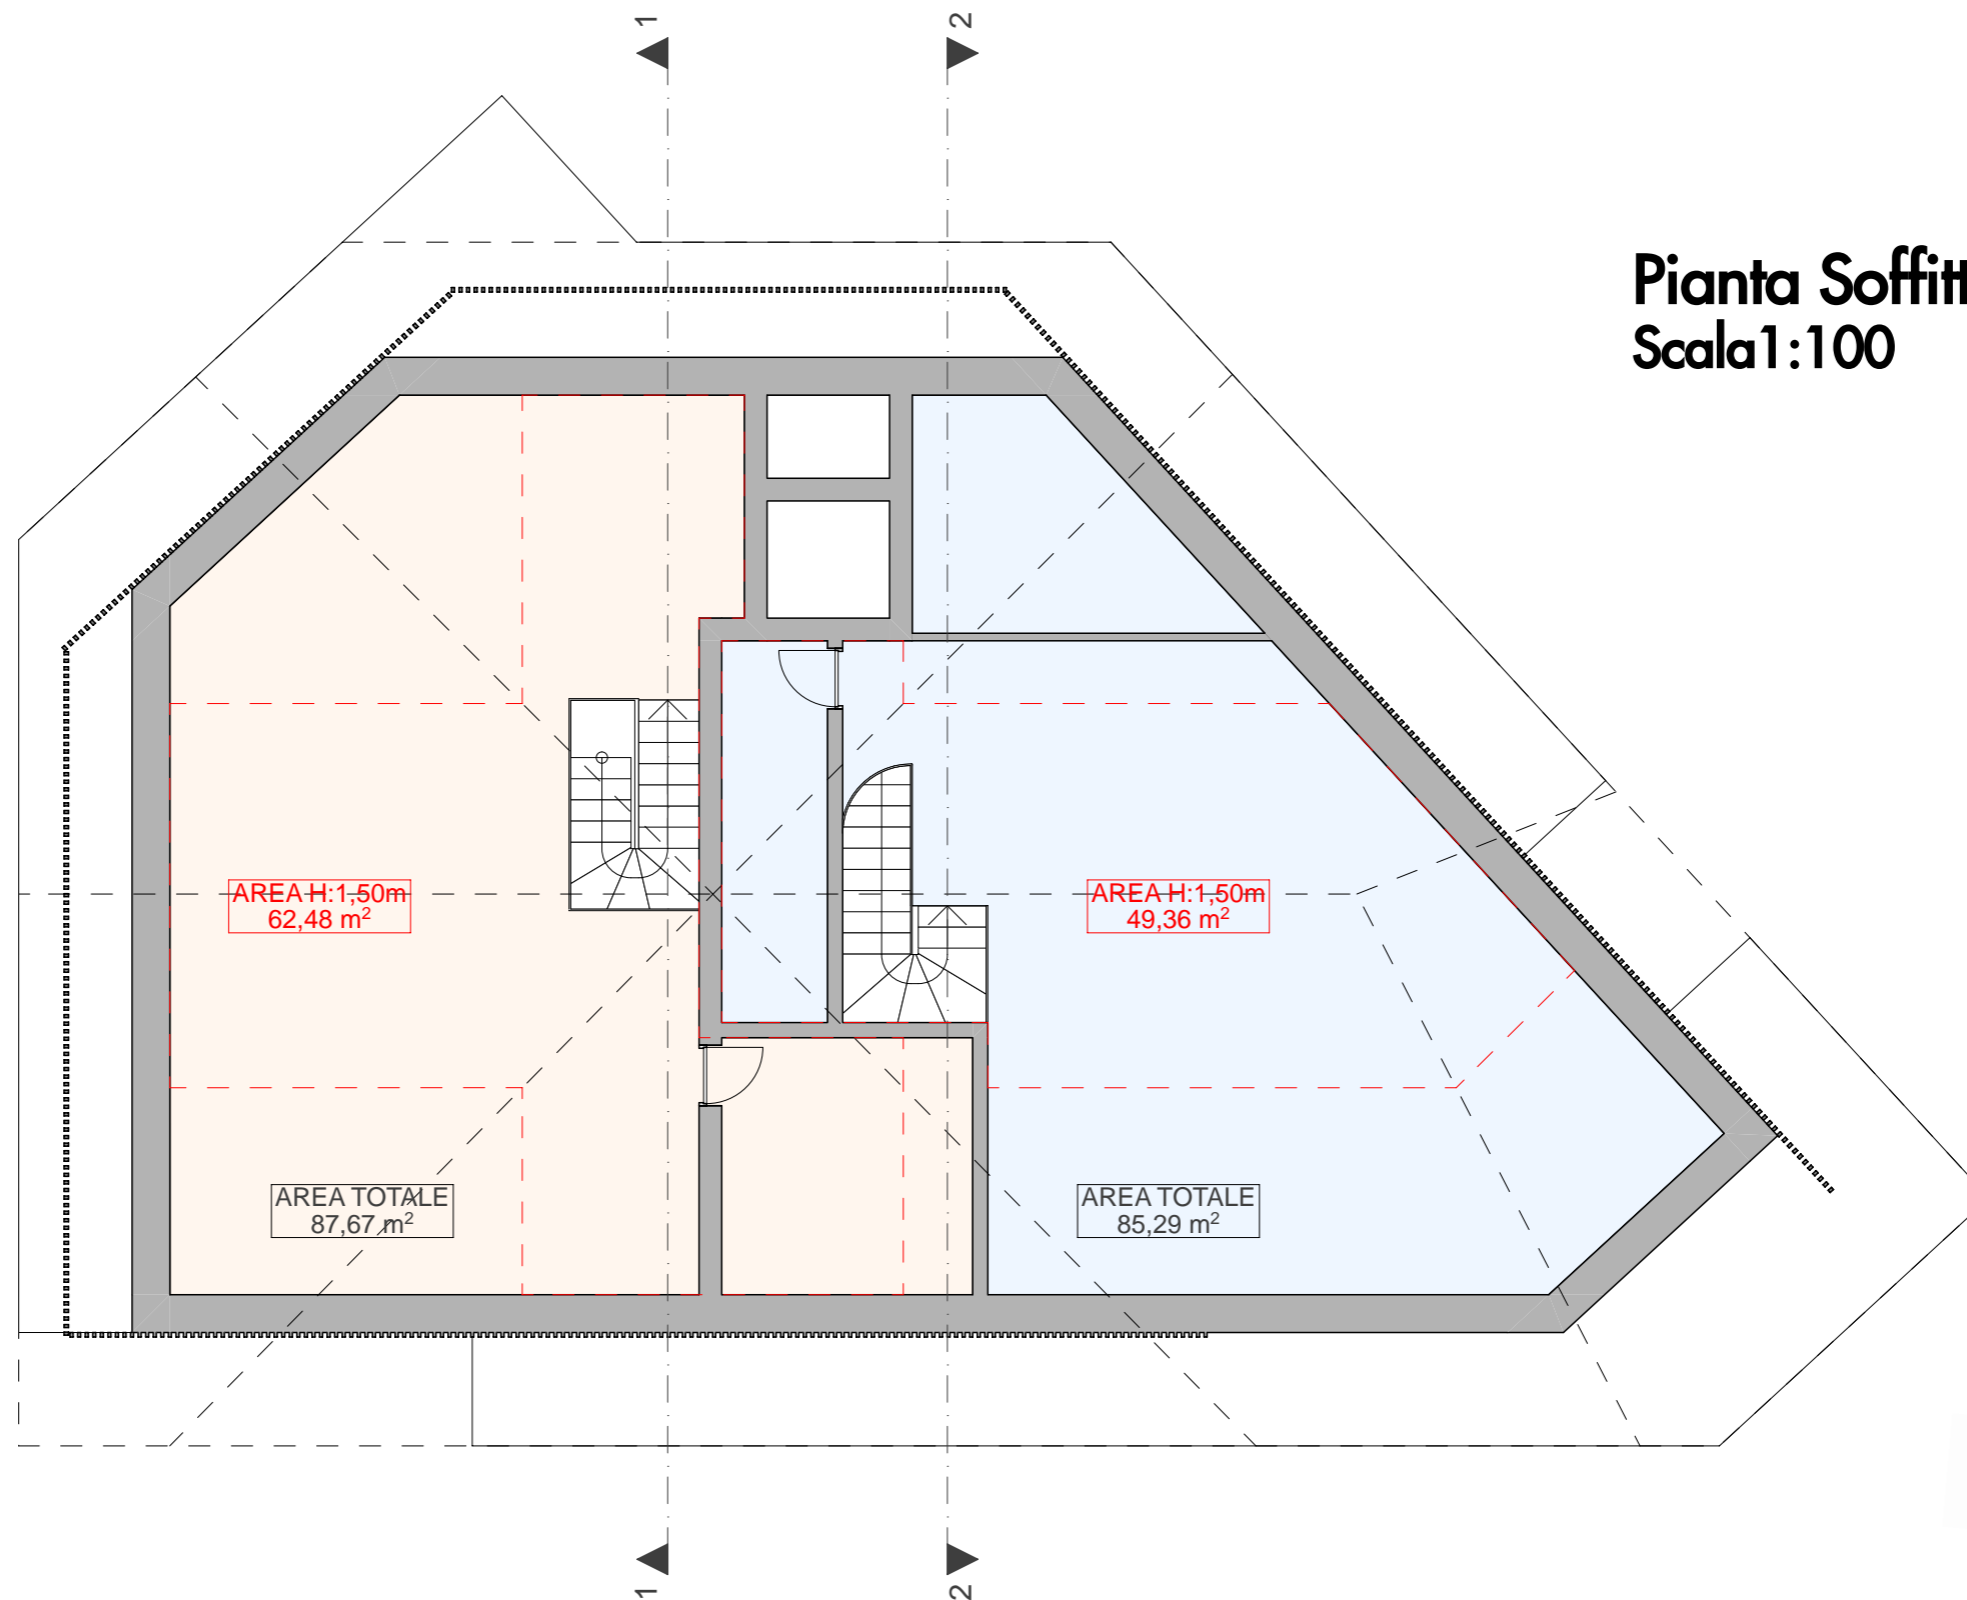 1
2
Pianta Soffitt
Scala1:100
AREA H:1,50m
62,48 m²
AREA H:1,50m
49,36 m²
AREA TOTALE
87,67 m²
AREA TOTALE
85,29 m²
1
2